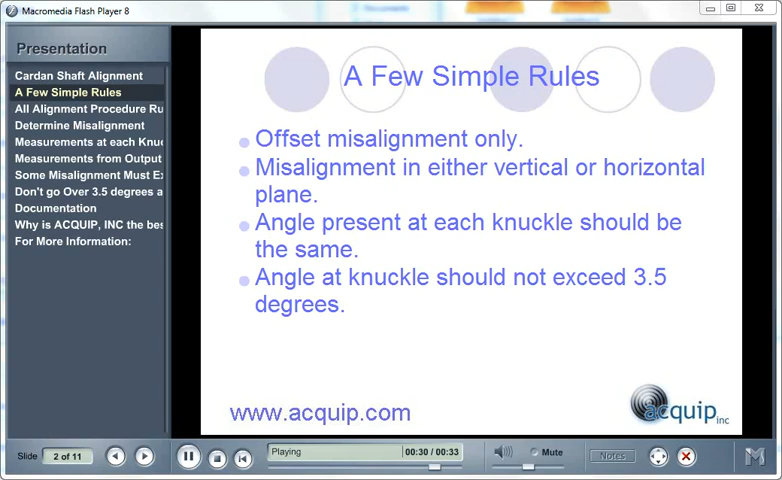 Macromedia Flash Player 8
Presentation
Cardan Shaft Alignment
A Few Simple Rules
All Alignment Procedure Ru
Determine Misalignment
Measurements at each Knuc
Measurements from Output
Some Misalignment Must Ex
Don't go Over 3.5 degrees a
Documentation
Why is ACQUIP, INC the bes
For More Information:
A Few Simple Rules
Offset misalignment only.
Misalignment in either vertical or horizontal
plane.
Angle present at each knuckle should be
the same.
Angle at knuckle should not exceed 3.5
degrees.
www.acquip.com
acquip inc
Slide 2 of 11
Playing 00:30 / 00:33
Mute
Notes